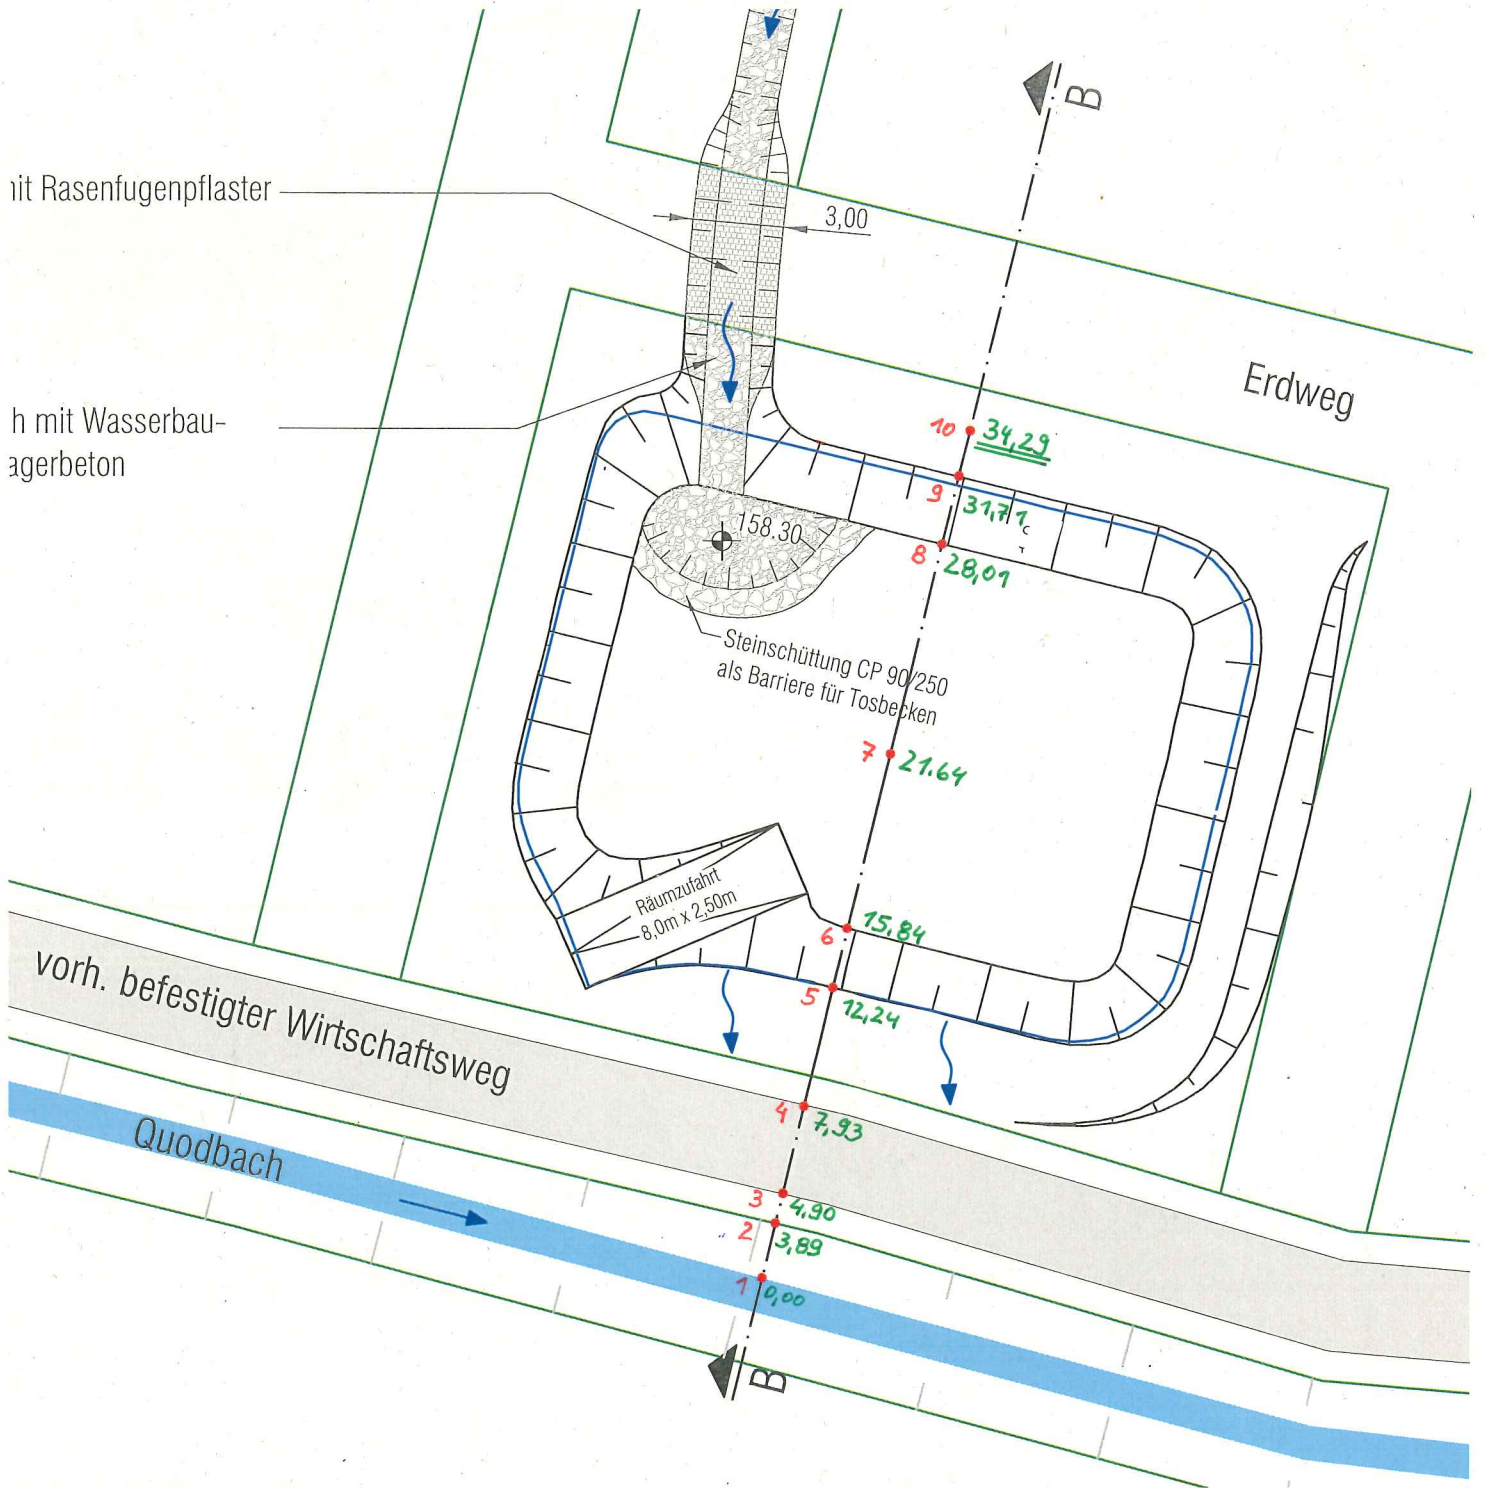 B
nit Rasenfugenpflaster
3,00
Erdweg
h mit Wasserbau-
agerbeton
10 34,29
9 31,71
158.30
8 28,01
Steinschüttung CP 90/250
als Barriere für Tosbecken
7 21.64
Räumzufahrt
8,0m x 2,50m
6 15.84
5 12,24
vorh. befestigter Wirtschaftsweg
4 7,93
Quodbach
3 4,90
2 3,89
1 0,00
B